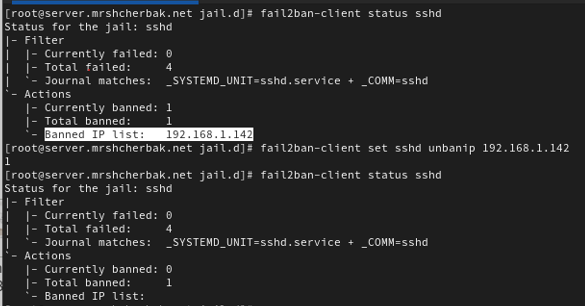 [root@server.mrshcherbak.net jail.d]# fail2ban-client status sshd
Status for the jail: sshd
|- Filter
|  |- Currently failed: 0
|  |- Total failed:     4
|  `- Journal matches:  _SYSTEMD_UNIT=sshd.service + _COMM=sshd
`- Actions
   |- Currently banned: 1
   |- Total banned:     1
   `- Banned IP list:   192.168.1.142
[root@server.mrshcherbak.net jail.d]# fail2ban-client set sshd unbanip 192.168.1.142
1
[root@server.mrshcherbak.net jail.d]# fail2ban-client status sshd
Status for the jail: sshd
|- Filter
|  |- Currently failed: 0
|  |- Total failed:     4
|  `- Journal matches:  _SYSTEMD_UNIT=sshd.service + _COMM=sshd
`- Actions
   |- Currently banned: 0
   |- Total banned:     1
   `- Banned IP list: